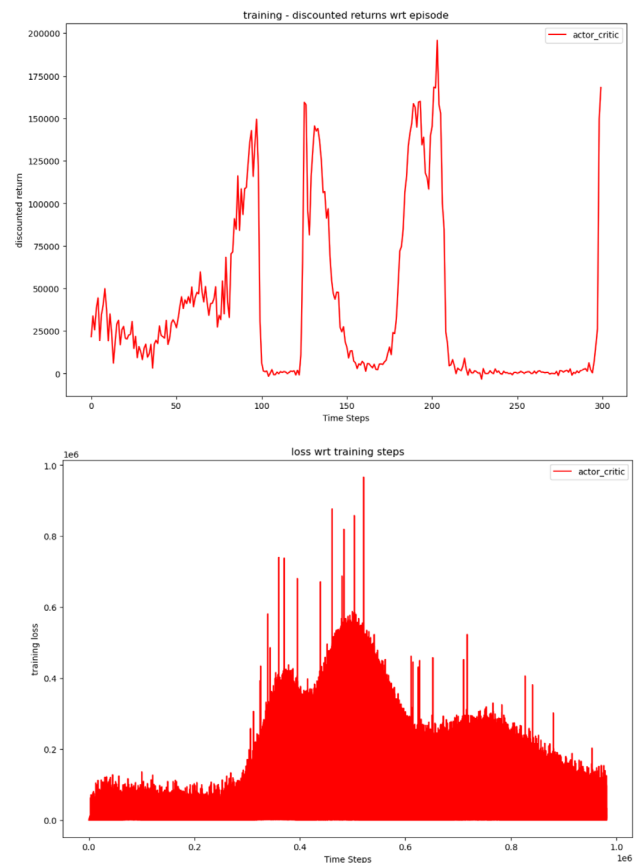 training - discounted returns wrt episode
actor_critic
200000
175000
150000
125000
100000
75000
50000
25000
0
discounted return
0 50 100 150 200 250 300
Time Steps
loss wrt training steps
1e6
actor_critic
1.0
0.8
0.6
0.4
0.2
0.0
training loss
0.0 0.2 0.4 0.6 0.8 1.0
Time Steps
1e6